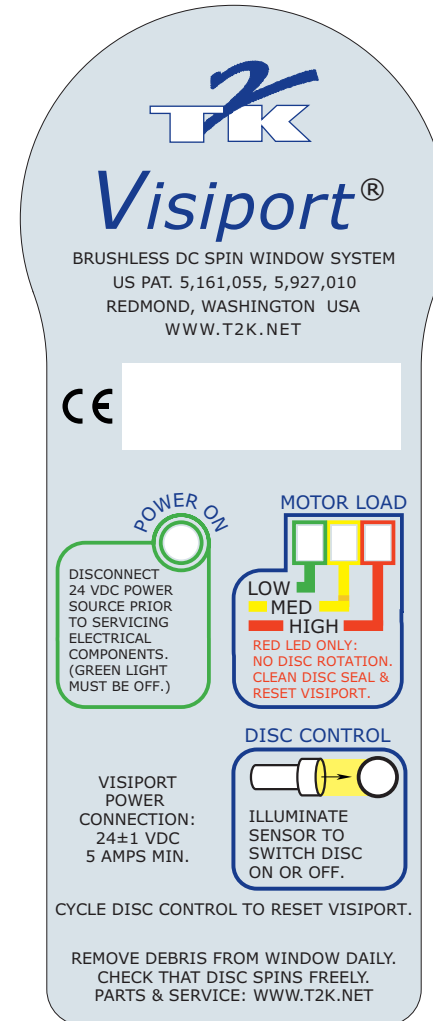 T2K
Visiport®
BRUSHLESS DC SPIN WINDOW SYSTEM
US PAT. 5,161,055, 5,927,010
REDMOND, WASHINGTON USA
WWW.T2K.NET
CE
POWER ON
DISCONNECT
24 VDC POWER
SOURCE PRIOR
TO SERVICING
ELECTRICAL
COMPONENTS.
(GREEN LIGHT
MUST BE OFF.)
MOTOR LOAD
LOW
MED
HIGH
RED LED ONLY:
NO DISC ROTATION.
CLEAN DISC SEAL &
RESET VISIPORT.
VISIPORT
POWER
CONNECTION:
24±1 VDC
5 AMPS MIN.
DISC CONTROL
ILLUMINATE
SENSOR TO
SWITCH DISC
ON OR OFF.
CYCLE DISC CONTROL TO RESET VISIPORT.
REMOVE DEBRIS FROM WINDOW DAILY.
CHECK THAT DISC SPINS FREELY.
PARTS & SERVICE: WWW.T2K.NET